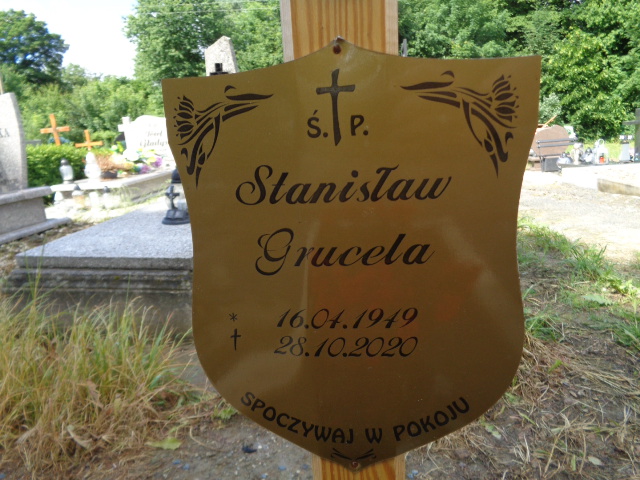 Ś. P.
Stanisław
Grucela
* 16.04.1949
† 28.10.2020
SPOCZYWAJ W POKOJU